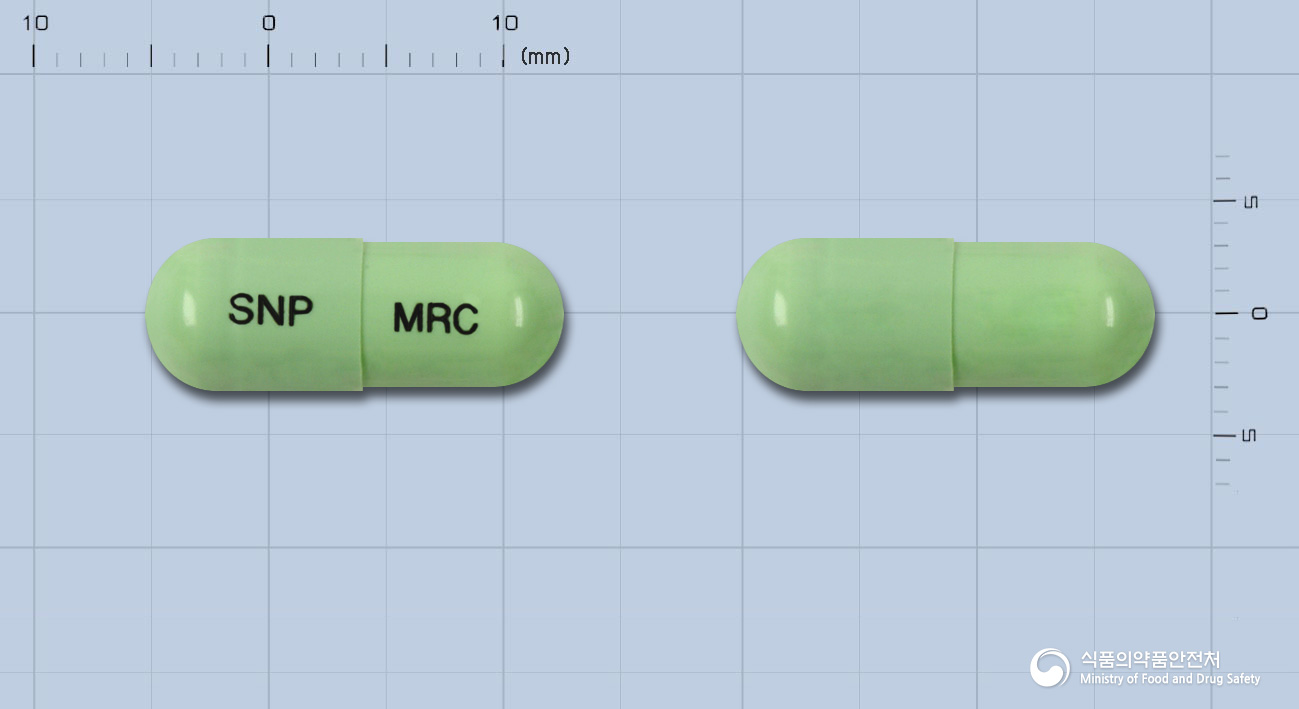 10 0 10
(mm)
SNP MRC
5
0
5
식품의약품안전처
Ministry of Food and Drug Safety